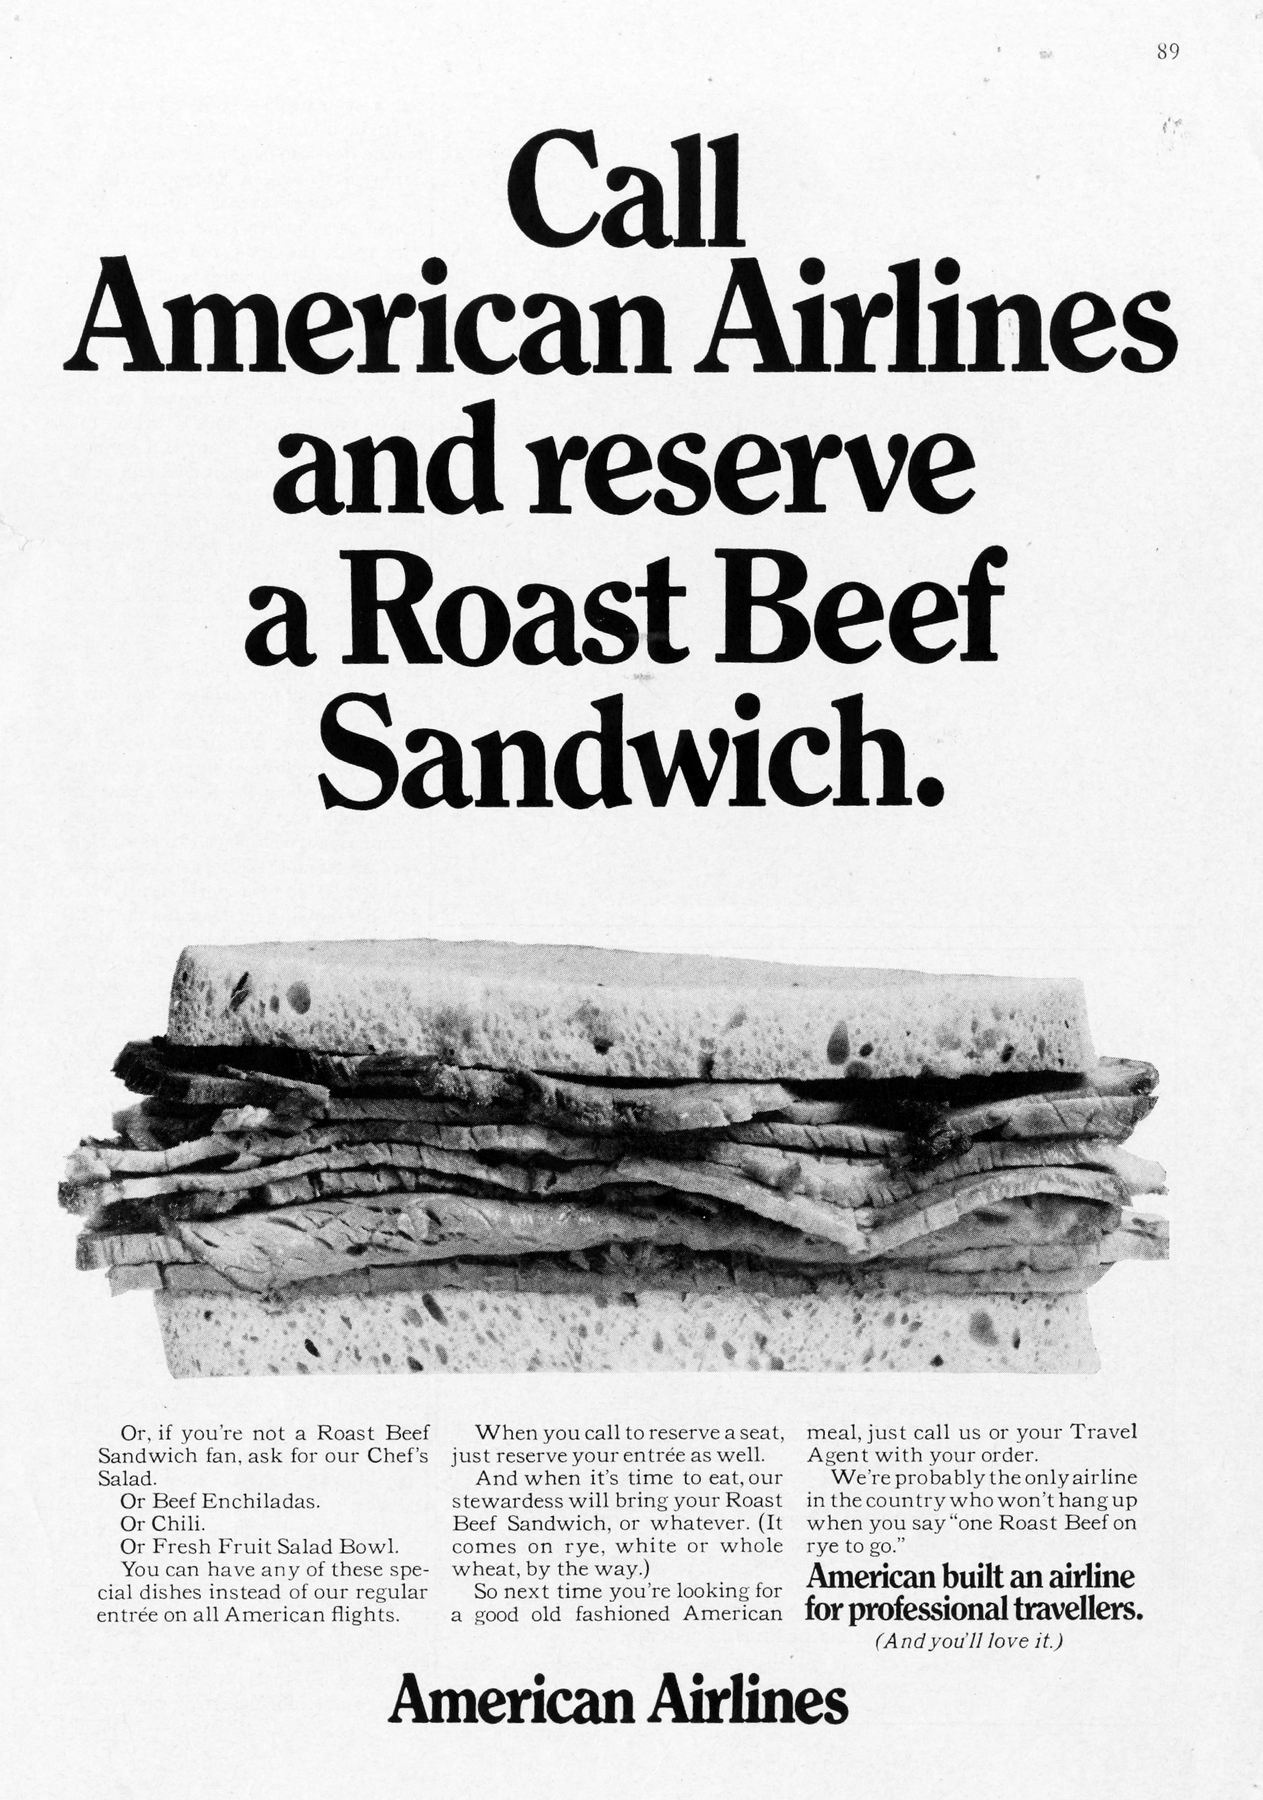 89
Call
American Airlines
and reserve
a Roast Beef
Sandwich.
Or, if you're not a Roast Beef
Sandwich fan, ask for our Chef's
Salad.
Or Beef Enchiladas.
Or Chili.
Or Fresh Fruit Salad Bowl.
You can have any of these spe-
cial dishes instead of our regular
entrée on all American flights.
When you call to reserve a seat,
just reserve your entrée as well.
And when it's time to eat, our
stewardess will bring your Roast
Beef Sandwich, or whatever. (It
comes on rye, white or whole
wheat, by the way.)
So next time you're looking for
a good old fashioned American
meal, just call us or your Travel
Agent with your order.
We're probably the only airline
in the country who won't hang up
when you say "one Roast Beef on
rye to go."
American built an airline
for professional travellers.
(And you'll love it.)
American Airlines